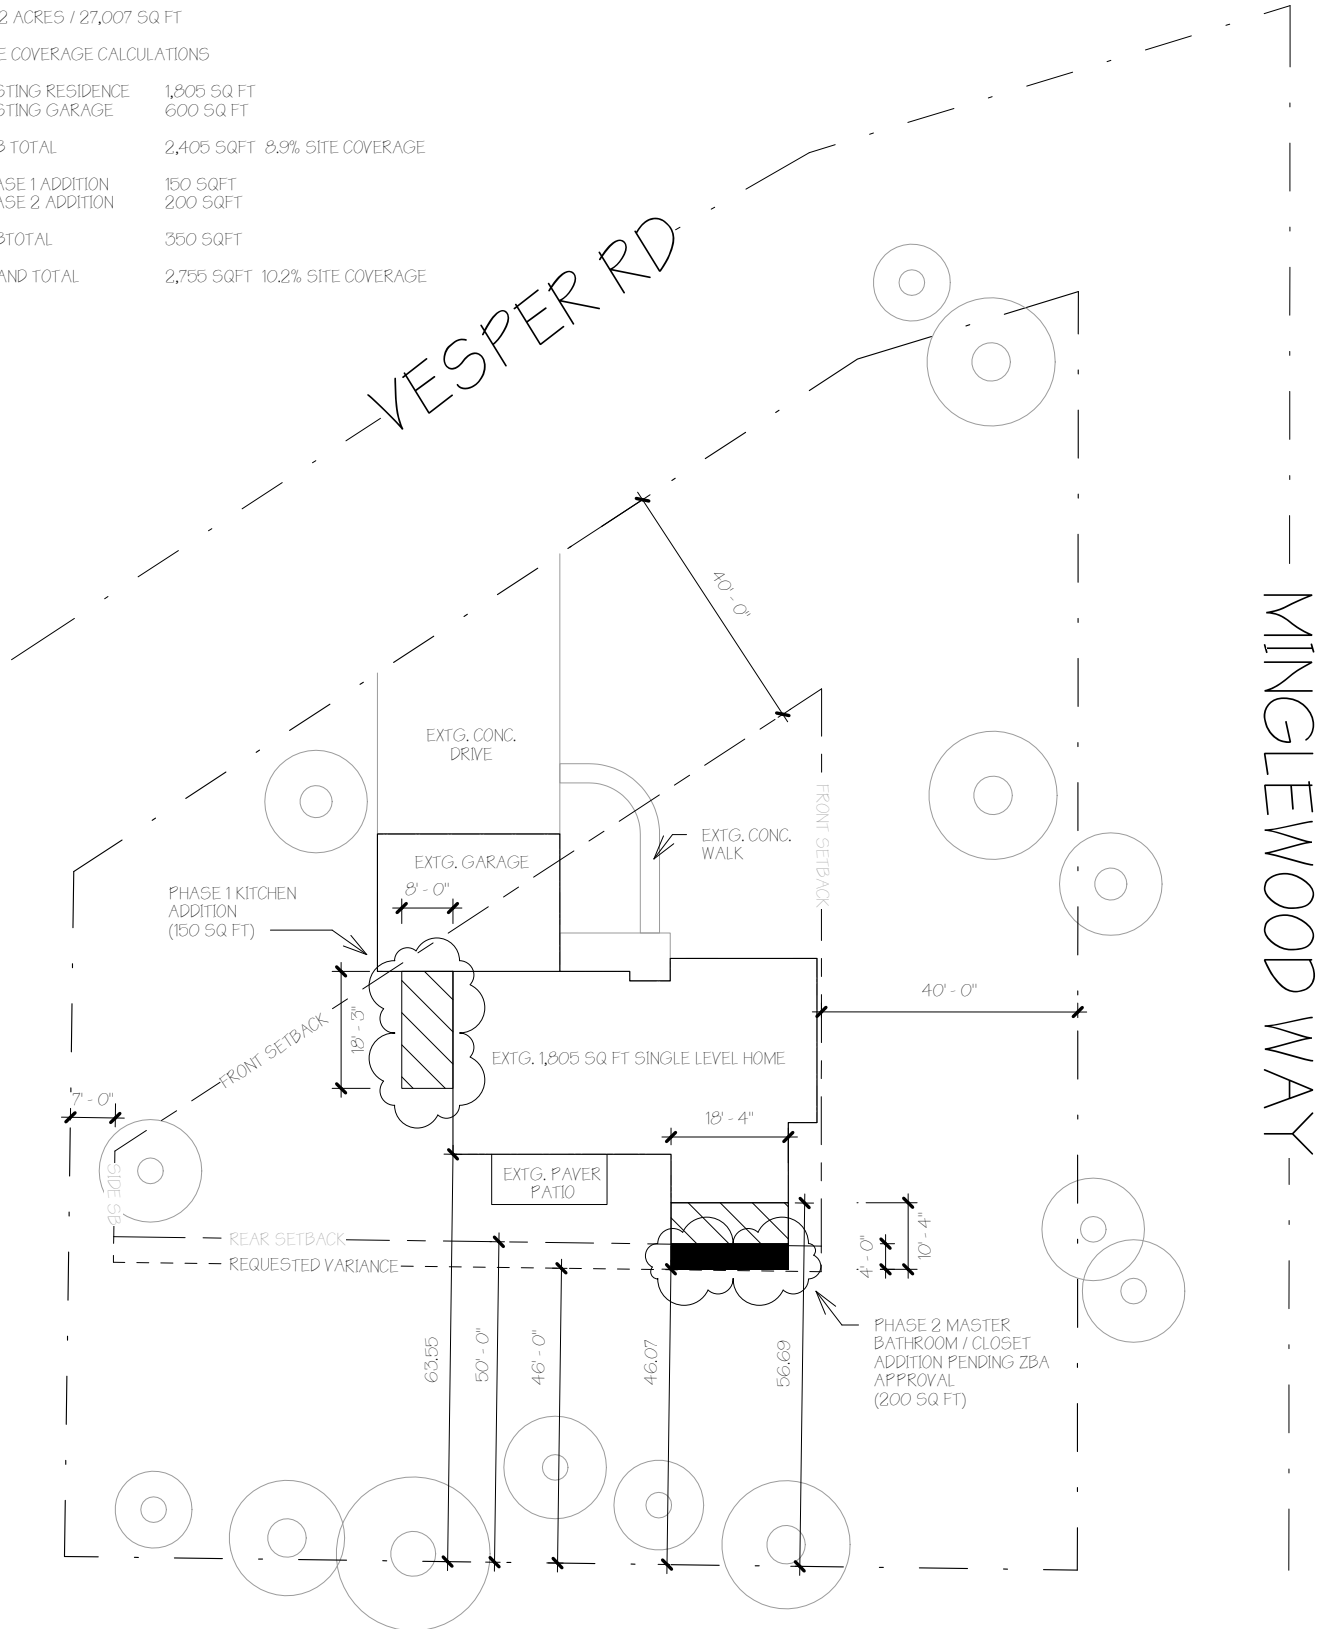 2 ACRES / 27,007 SQ FT
E COVERAGE CALCULATIONS
STING RESIDENCE 1,805 SQ FT
STING GARAGE 600 SQ FT
B TOTAL 2,405 SQFT 8.9% SITE COVERAGE
ASE 1 ADDITION 150 SQFT
ASE 2 ADDITION 200 SQFT
BTOTAL 350 SQFT
AND TOTAL 2,755 SQFT 10.2% SITE COVERAGE
VESPER RD
MINGLEWOOD WAY
40' - 0"
EXTG. CONC.
DRIVE
FRONT SETBACK
EXTG. CONC.
WALK
EXTG. GARAGE
8' - 0"
PHASE 1 KITCHEN
ADDITION
(150 SQ FT)
40' - 0"
18' - 3"
FRONT SETBACK
EXTG. 1,805 SQ FT SINGLE LEVEL HOME
7' - 0"
18' - 4"
SIDE SB
EXTG. PAVER
PATIO
REAR SETBACK
REQUESTED VARIANCE
4' - 0"
10' - 4"
63.55
50' - 0"
46' - 0"
46.07
56.69
PHASE 2 MASTER
BATHROOM / CLOSET
ADDITION PENDING ZBA
APPROVAL
(200 SQ FT)